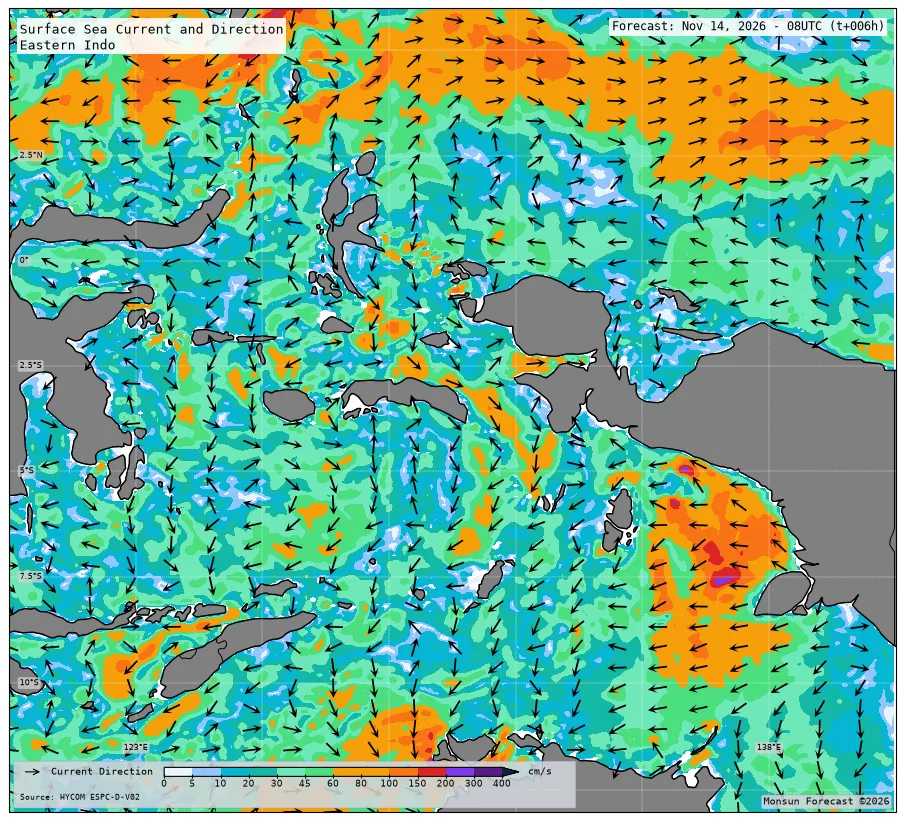 Surface Sea Current and Direction
Eastern Indo
Forecast: Nov 14, 2026 - 08UTC (t+006h)
2.5°N
0°
2.5°S
5°S
7.5°S
10°S
123°E
138°E
Current Direction
0 5 10 20 30 45 60 80 100 150 200 300 400
cm/s
Source: HYCOM ESPC-D-V02
Monsun Forecast ©2026